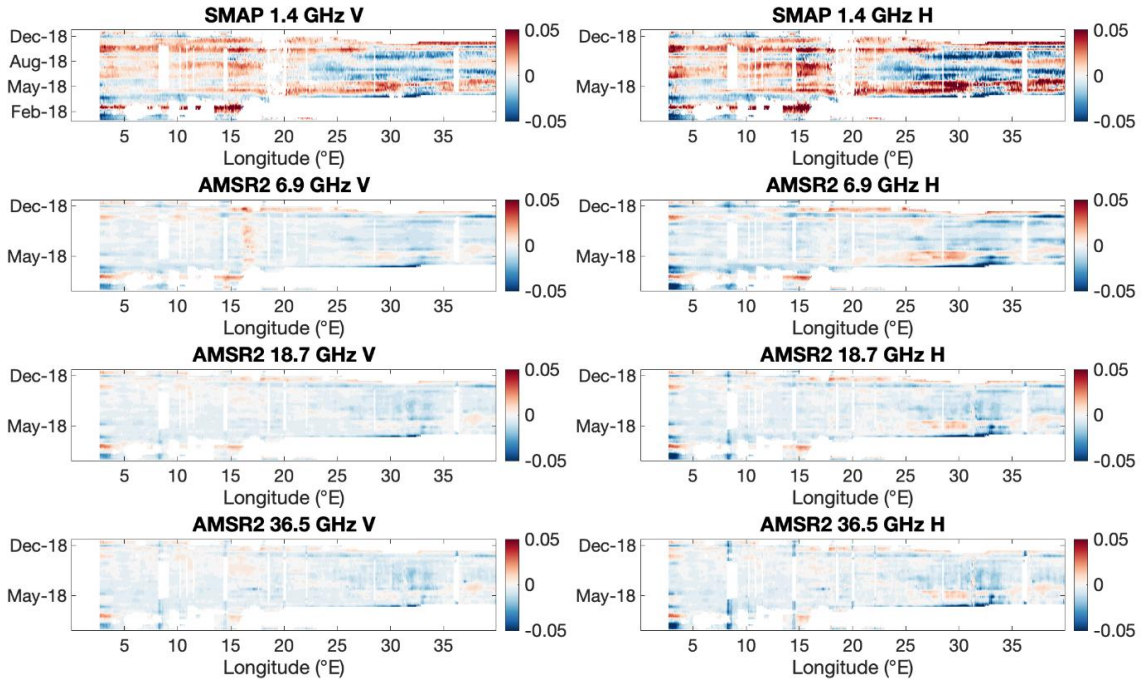 SMAP 1.4 GHz V
Dec-18
Aug-18
May-18
Feb-18
0.05
0
-0.05
5 10 15 20 25 30 35
Longitude (°E)
SMAP 1.4 GHz H
Dec-18
Aug-18
May-18
Feb-18
0.05
0
-0.05
5 10 15 20 25 30 35
Longitude (°E)
AMSR2 6.9 GHz V
Dec-18
May-18
0.05
0
-0.05
5 10 15 20 25 30 35
Longitude (°E)
AMSR2 6.9 GHz H
Dec-18
May-18
0.05
0
-0.05
5 10 15 20 25 30 35
Longitude (°E)
AMSR2 18.7 GHz V
Dec-18
May-18
0.05
0
-0.05
5 10 15 20 25 30 35
Longitude (°E)
AMSR2 18.7 GHz H
Dec-18
May-18
0.05
0
-0.05
5 10 15 20 25 30 35
Longitude (°E)
AMSR2 36.5 GHz V
Dec-18
May-18
0.05
0
-0.05
5 10 15 20 25 30 35
Longitude (°E)
AMSR2 36.5 GHz H
Dec-18
May-18
0.05
0
-0.05
5 10 15 20 25 30 35
Longitude (°E)